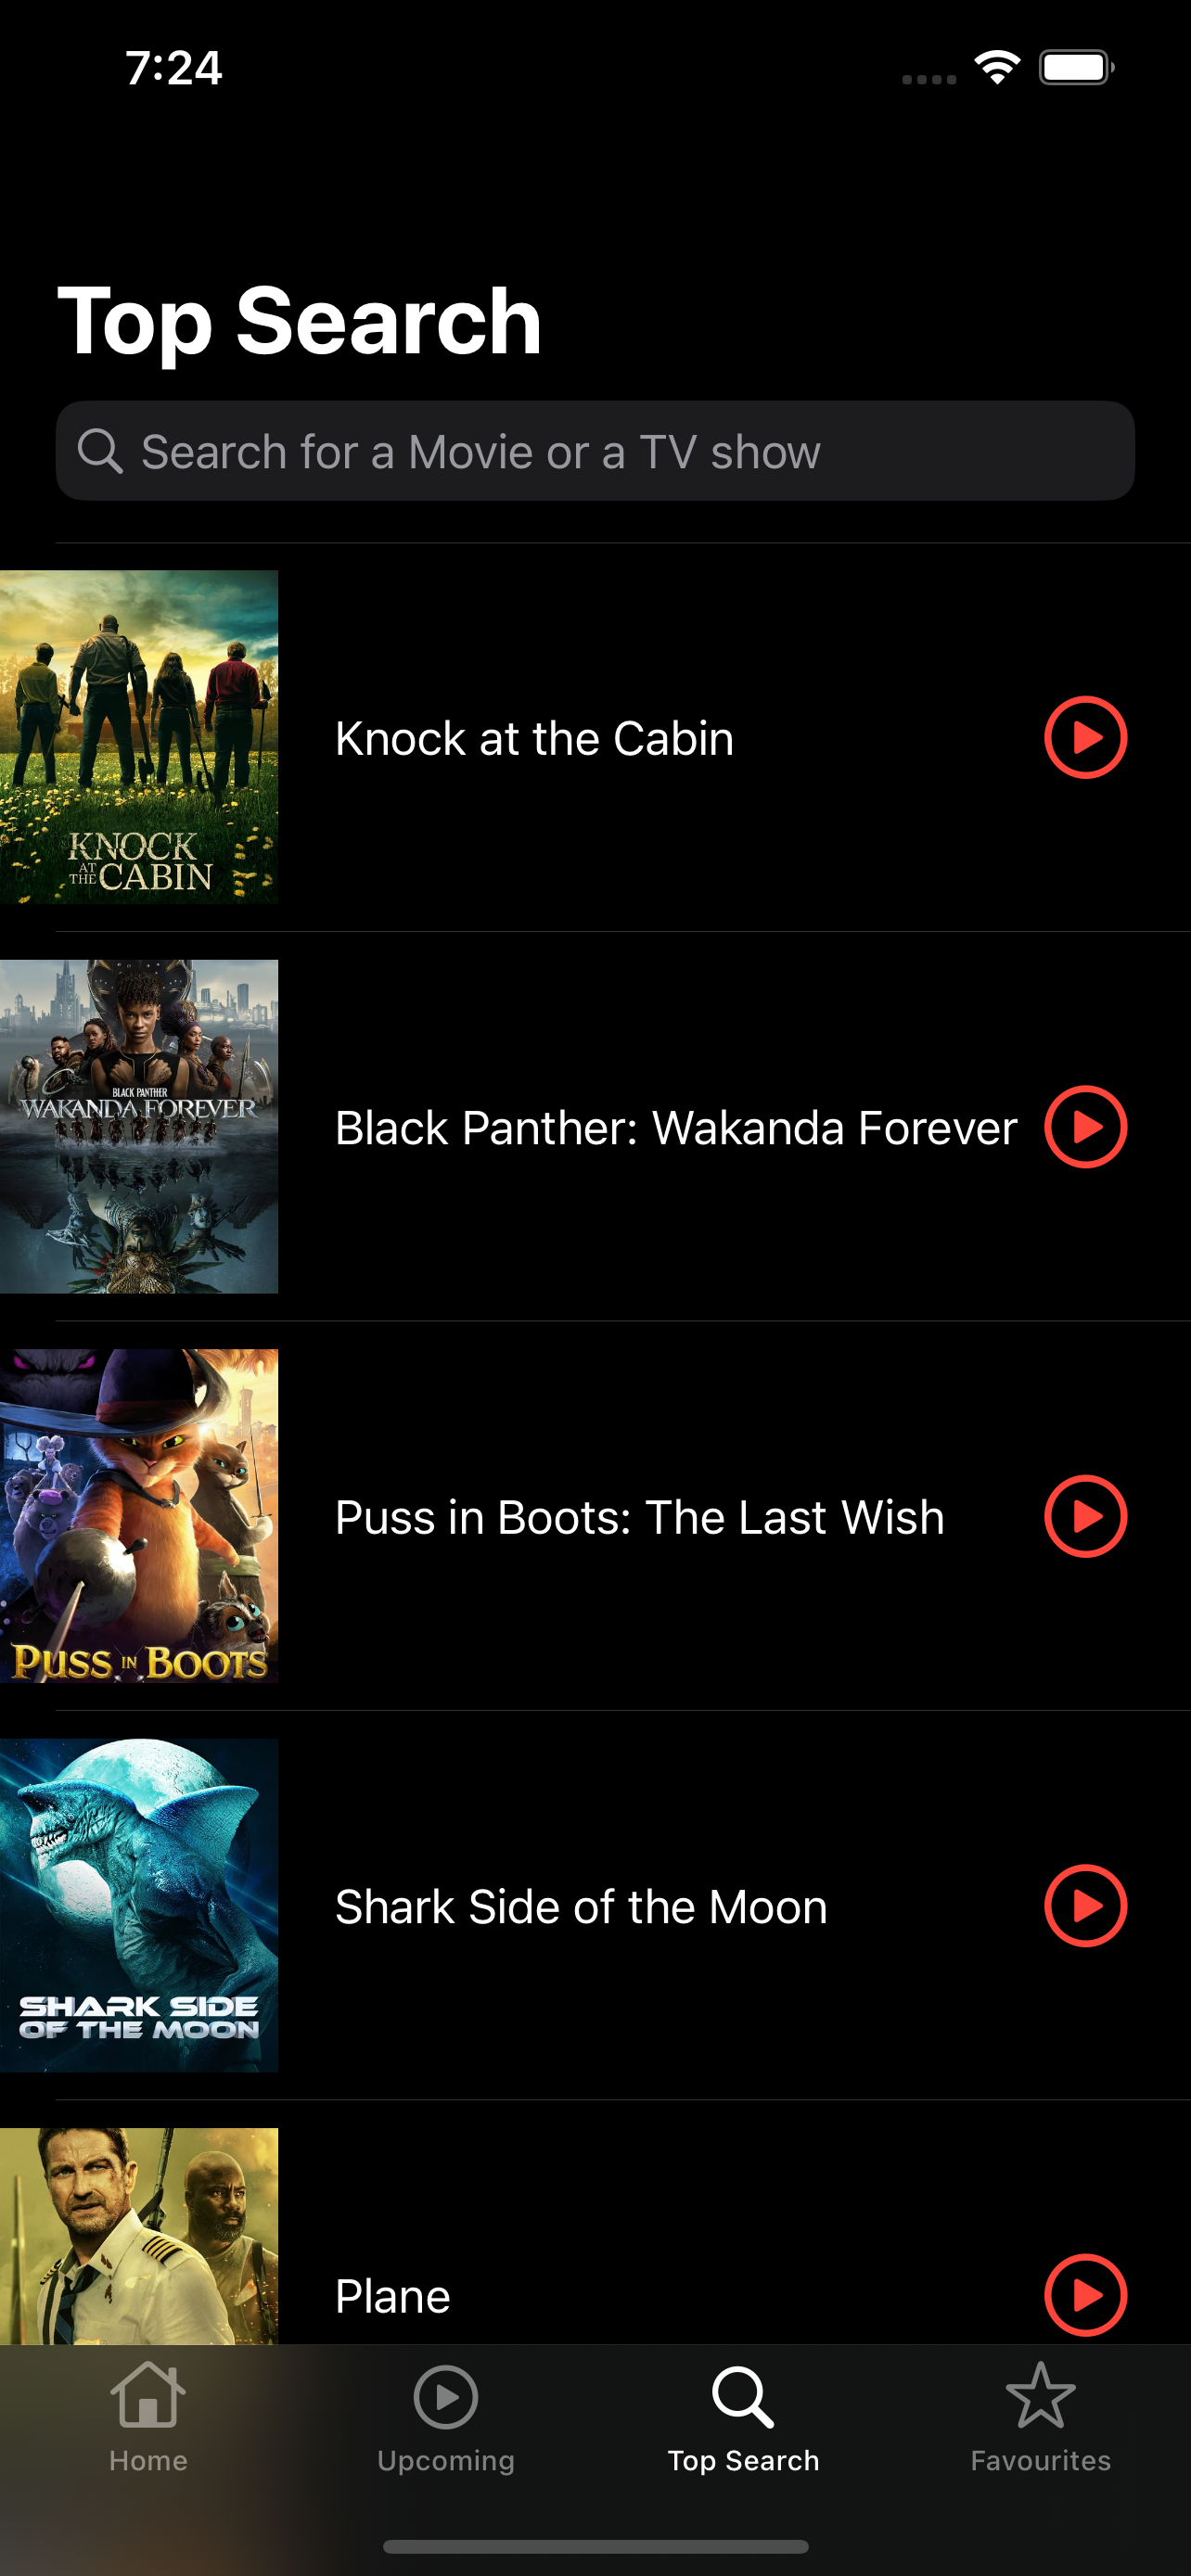 7:24
Top Search
Search for a Movie or a TV show
KNOCK
AT
THE CABIN
Knock at the Cabin
BLACK PANTHER
WAKANDA FOREVER
Black Panther: Wakanda Forever
PUSS IN BOOTS
Puss in Boots: The Last Wish
SHARK SIDE
OF THE MOON
Shark Side of the Moon
Plane
Home
Upcoming
Top Search
Favourites